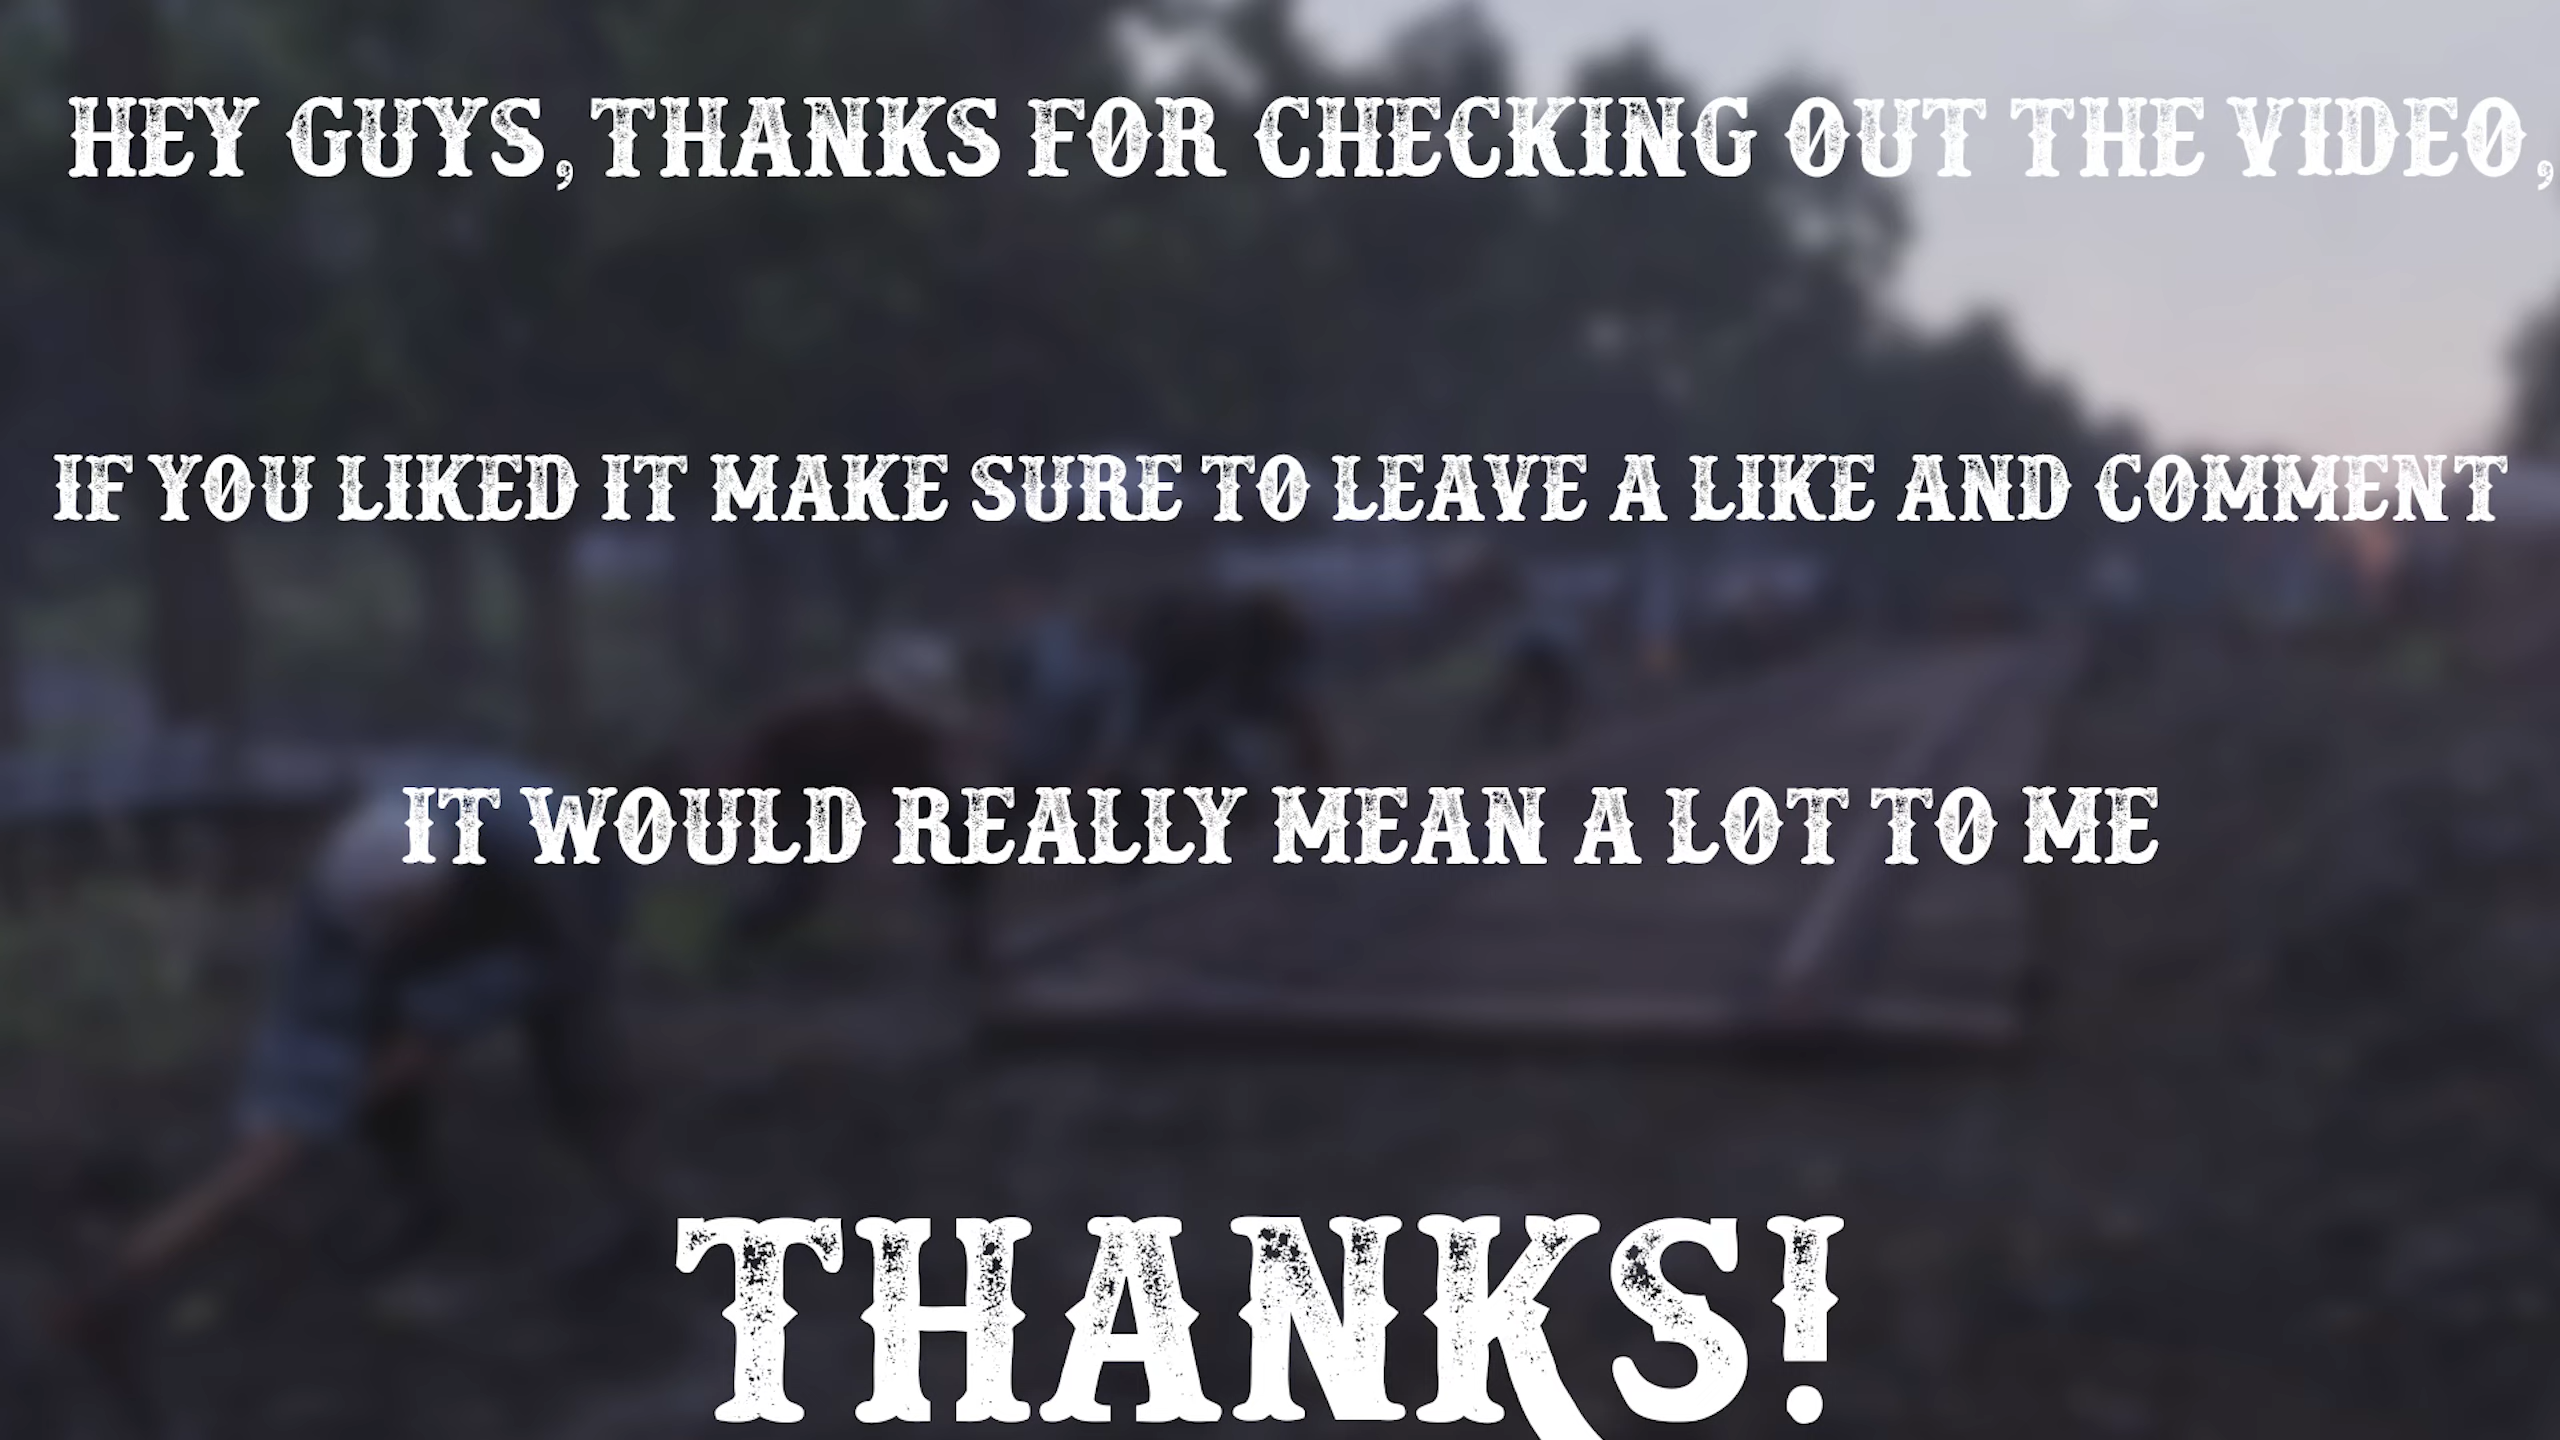 HEY GUYS, THANKS FOR CHECKING OUT THE VIDEO,
IF YOU LIKED IT MAKE SURE TO LEAVE A LIKE AND COMMENT
IT WOULD REALLY MEAN A LOT TO ME
THANKS!